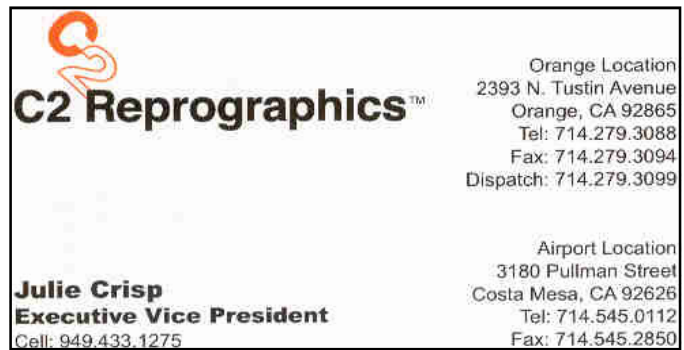 C2 Reprographics™
Orange Location
2393 N. Tustin Avenue
Orange, CA 92865
Tel: 714.279.3088
Fax: 714.279.3094
Dispatch: 714.279.3099
Airport Location
3180 Pullman Street
Costa Mesa, CA 92626
Tel: 714.545.0112
Fax: 714.545.2850
Julie Crisp
Executive Vice President
Cell: 949.433.1275